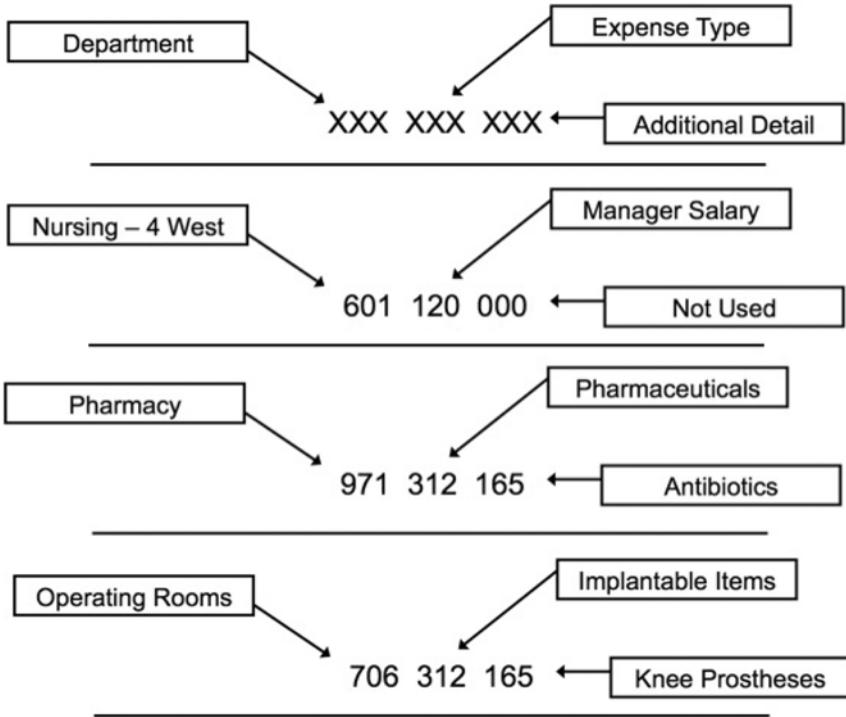 Department
Expense Type
XXX XXX XXX
Additional Detail
Nursing – 4 West
Manager Salary
601 120 000
Not Used
Pharmacy
Pharmaceuticals
971 312 165
Antibiotics
Operating Rooms
Implantable Items
706 312 165
Knee Prostheses